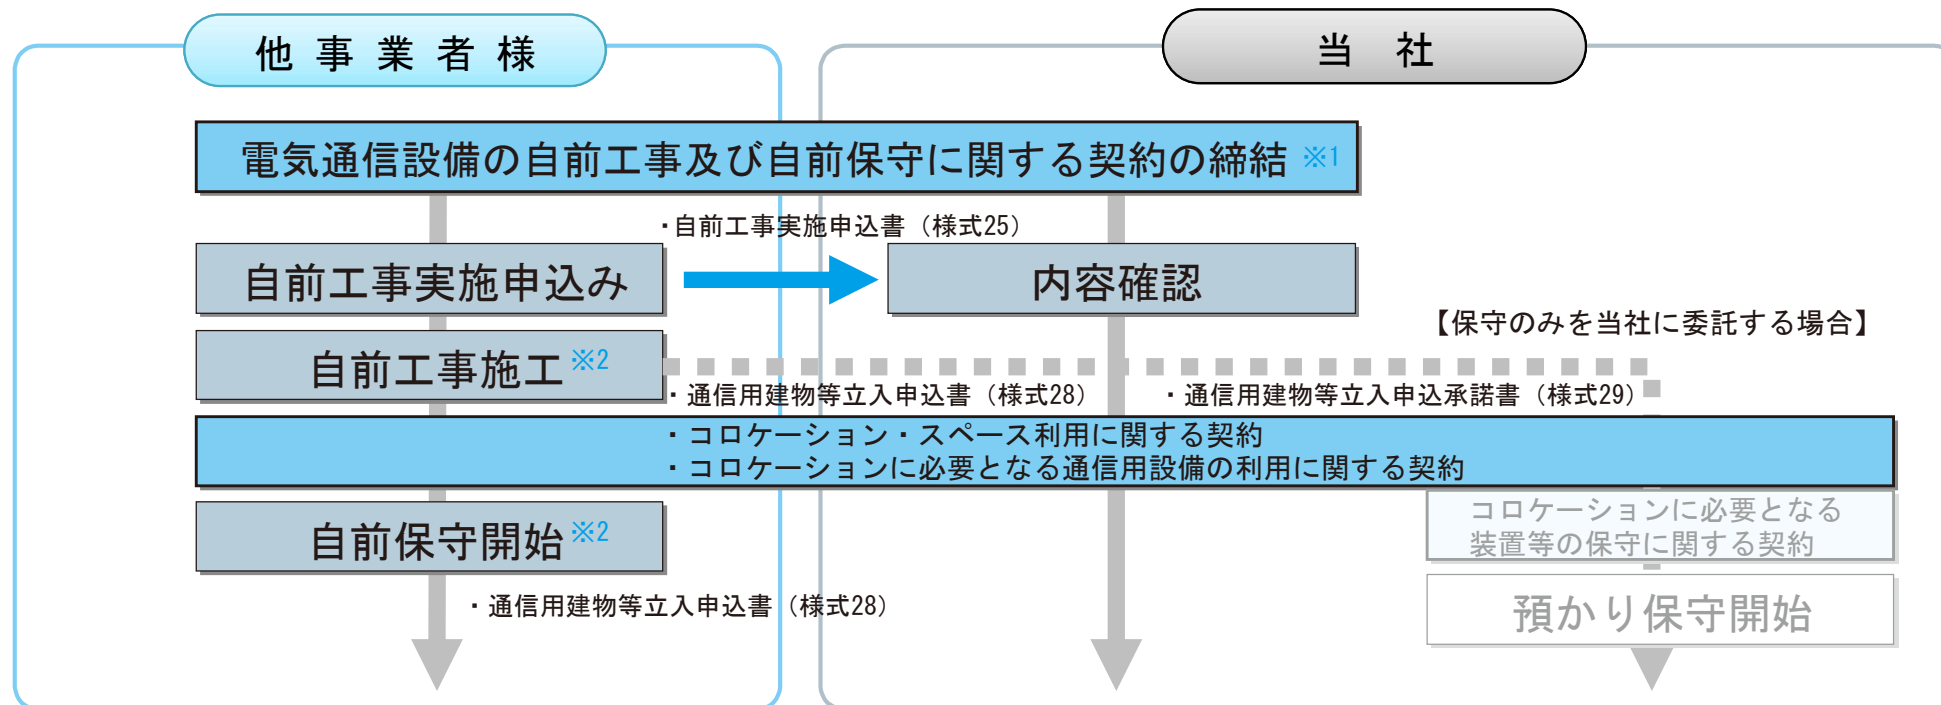 他事業者様
当社
電気通信設備の自前工事及び自前保守に関する契約の締結 ※1
・自前工事実施申込書（様式25）
自前工事実施申込み
内容確認
【保守のみを当社に委託する場合】
自前工事施工※2
・通信用建物等立入申込書（様式28）
・通信用建物等立入申込承諾書（様式29）
・コロケーション・スペース利用に関する契約
・コロケーションに必要となる通信用設備の利用に関する契約
コロケーションに必要となる
装置等の保守に関する契約
自前保守開始※2
・通信用建物等立入申込書（様式28）
預かり保守開始